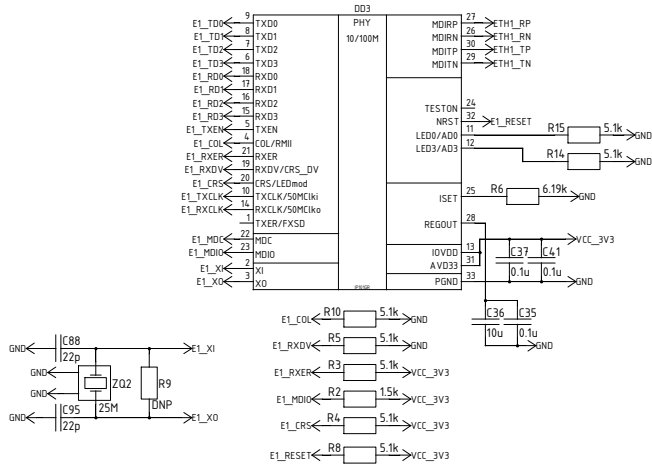 DD3
E1_TD0 9 TXD0 PHY MDIRP 27 ETH1_RP
E1_TD1 8 TXD1 10/100M MDIRN 26 ETH1_RN
E1_TD2 7 TXD2 MDITP 30 ETH1_TP
E1_TD3 6 TXD3 MDITN 29 ETH1_TN
E1_RD0 18 RXD0
E1_RD1 17 RXD1
E1_RD2 16 RXD2 TESTON 24
E1_RD3 15 RXD3 NRST 32 E1_RESET
E1_TXEN 5 TXEN LED0/AD0 11 R15 5.1k GND
E1_COL 4 COL/RMII LED3/AD3 12
E1_RXER 21 RXER R14 5.1k GND
E1_RXDV 19 RXDV/CRS_DV
E1_CRS 20 CRS/LEDmod
E1_TXCLK 10 TXCLK/50MClki ISET 25 R6 6.19k GND
E1_RXCLK 14 RXCLK/50MClko
1 TXER/FXSD REGOUT 28
E1_MDC 22 MDC VCC_3V3
E1_MDIO 23 MDIO IOVDD 13 C37 C41
E1_XI 2 XI AVD33 31 0.1u 0.1u
E1_XO 3 XO PGND 33 GND
E1_COL R10 5.1k GND
C36 C35
10u 0.1u
GND
E1_RXDV R5 5.1k GND
E1_RXER R3 5.1k VCC_3V3
E1_MDIO R2 1.5k VCC_3V3
E1_CRS R4 5.1k VCC_3V3
E1_RESET R8 5.1k VCC_3V3
GND C88 E1_XI
22p
GND
ZQ2 R9
GND
25M DNP
GND C95 E1_XO
22p